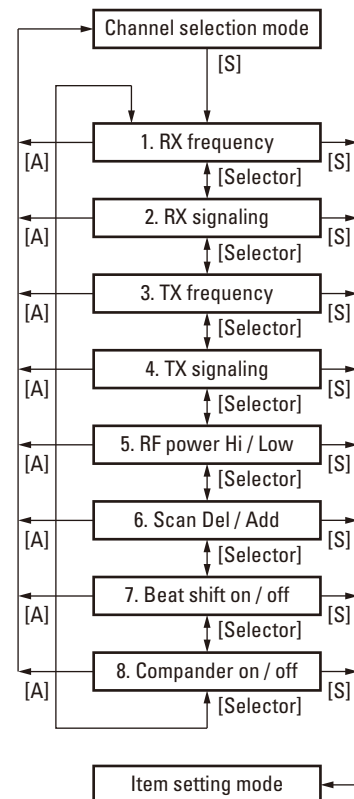 Channel selection mode
[S]
1. RX frequency
[A] [Selector] [S]
2. RX signaling
[A] [Selector] [S]
3. TX frequency
[A] [Selector] [S]
4. TX signaling
[A] [Selector] [S]
5. RF power Hi / Low
[A] [Selector] [S]
6. Scan Del / Add
[A] [Selector] [S]
7. Beat shift on / off
[A] [Selector] [S]
8. Compander on / off
[A] [Selector] [S]
Item setting mode